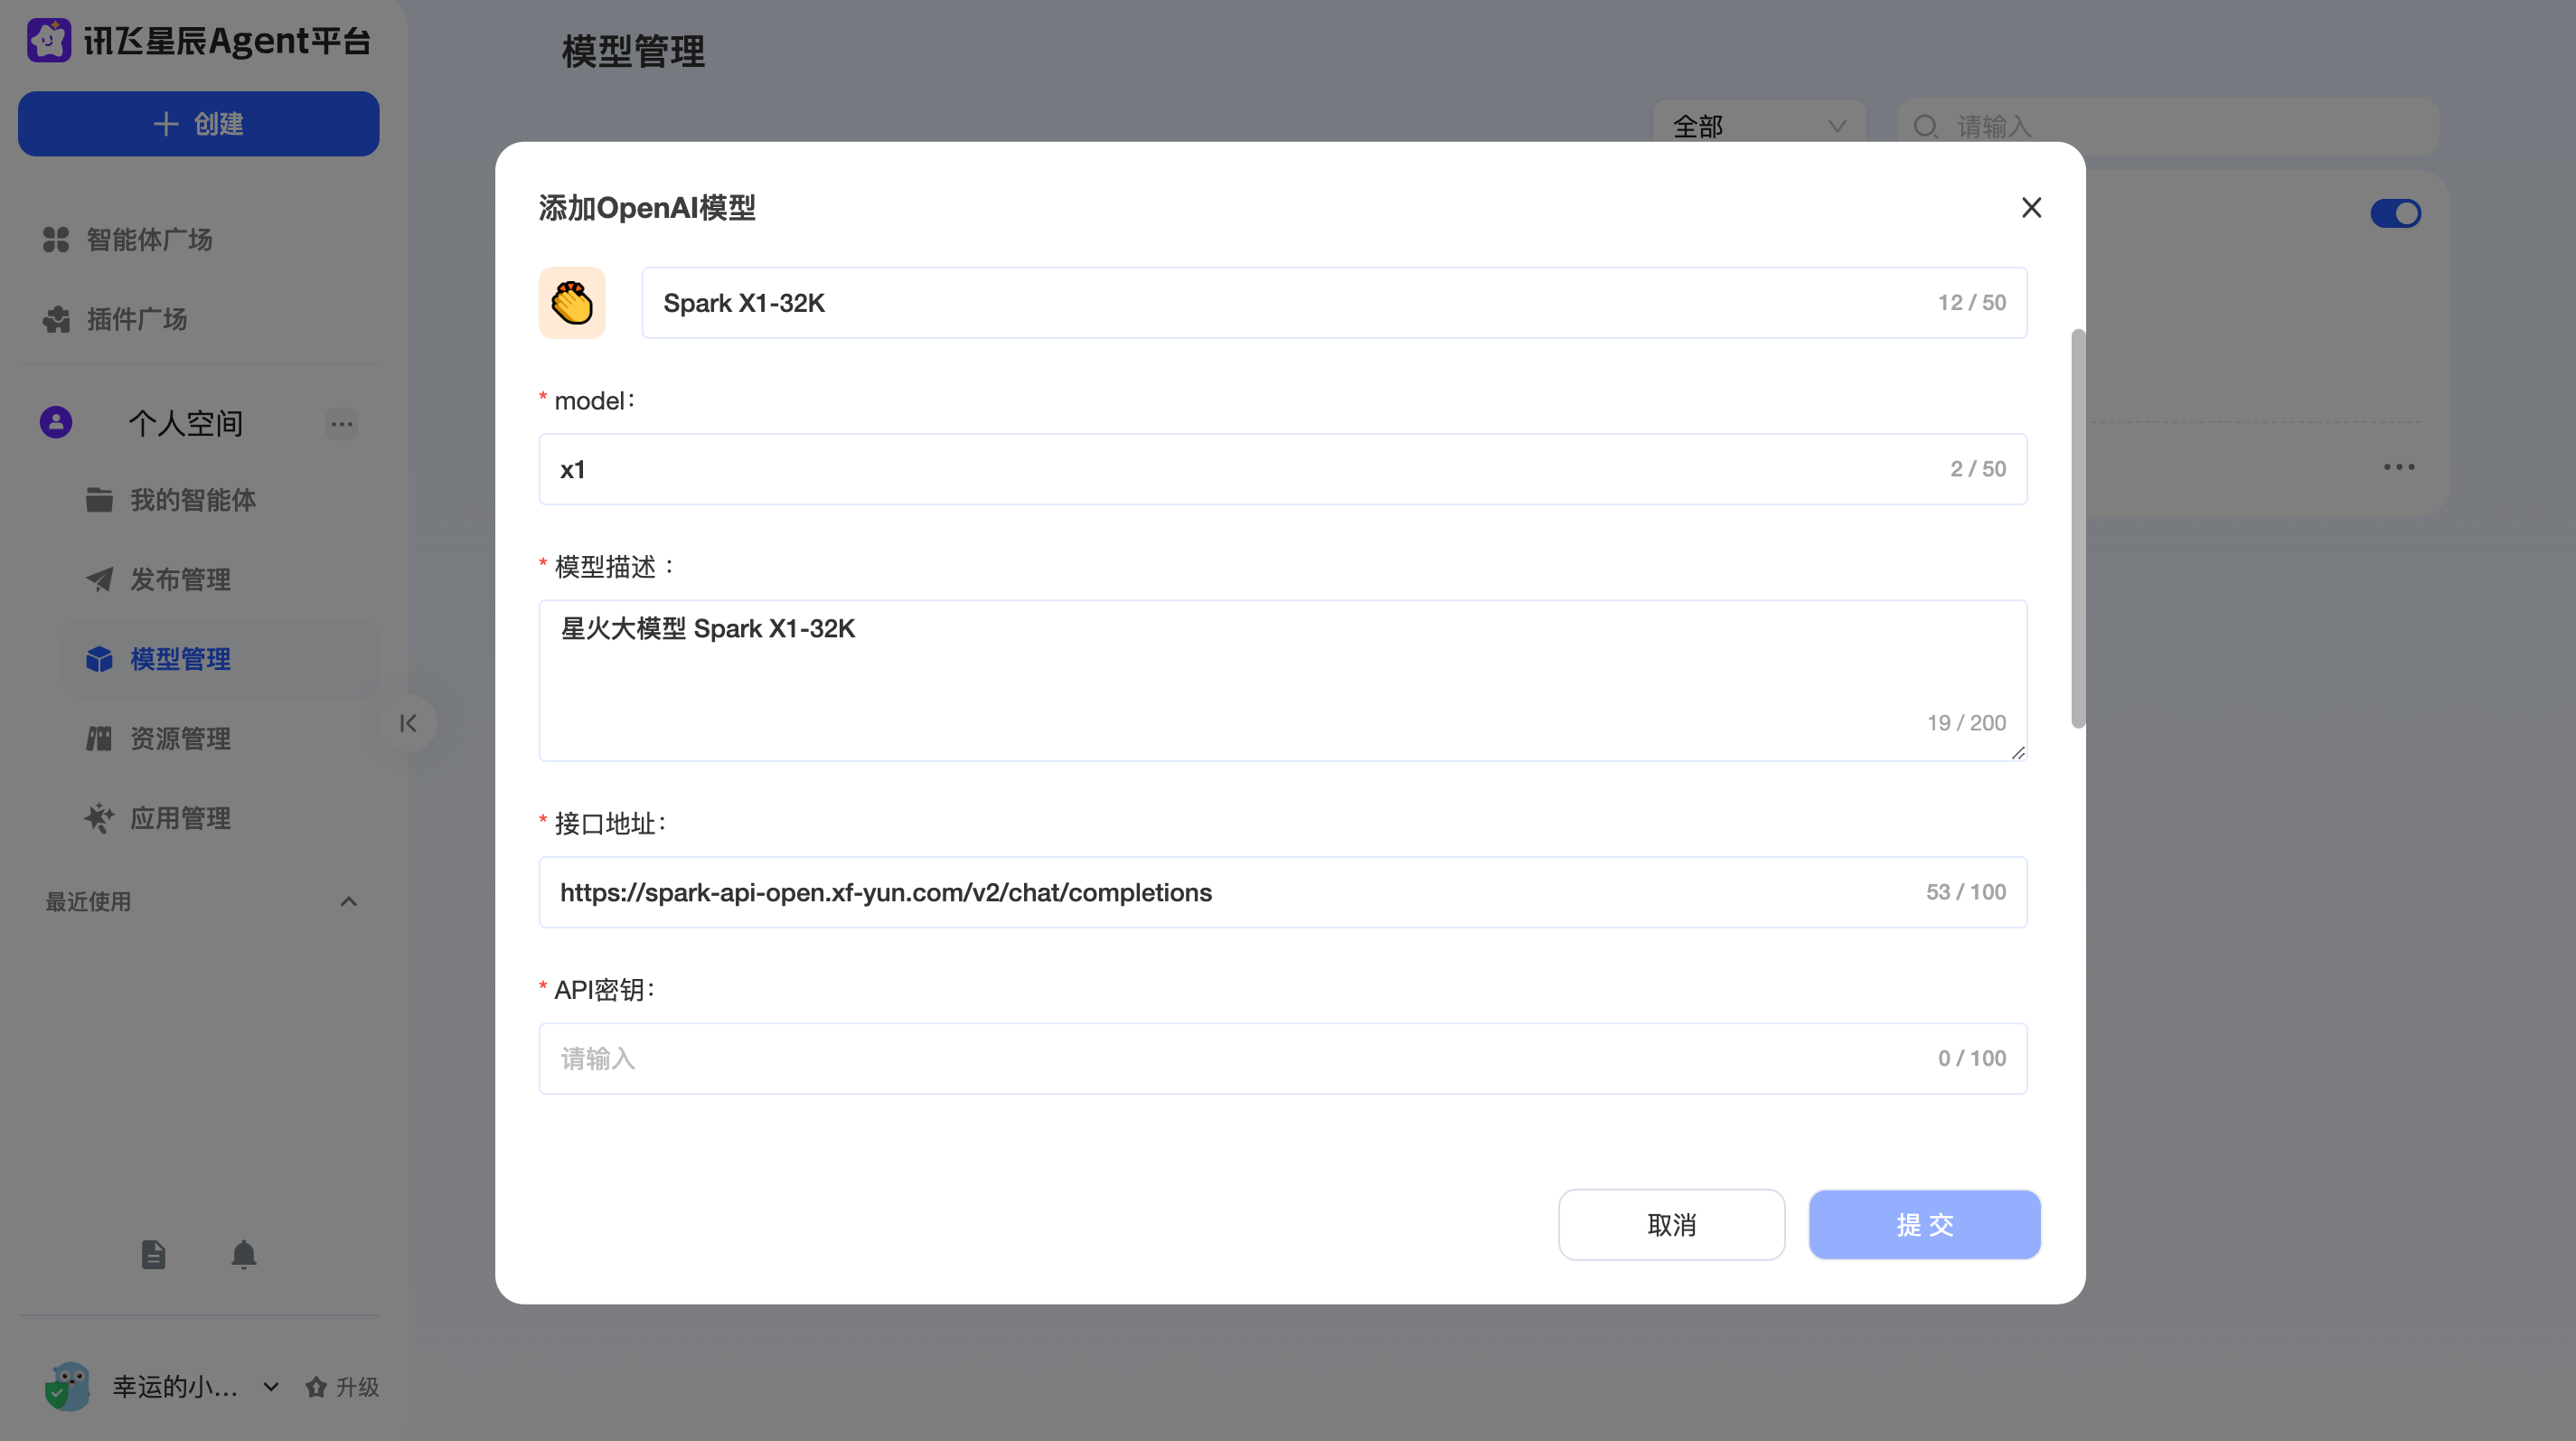 讯飞星辰Agent平台
创建
智能体广场
插件广场
个人空间
我的智能体
发布管理
模型管理
资源管理
应用管理
最近使用
幸运的小...
升级
模型管理
全部
请输入
添加OpenAI模型
Spark X1-32K
12 / 50
* model:
x1
2 / 50
* 模型描述：
星火大模型 Spark X1-32K
19 / 200
* 接口地址:
https://spark-api-open.xf-yun.com/v2/chat/completions
53 / 100
* API密钥:
请输入
0 / 100
取消
提 交